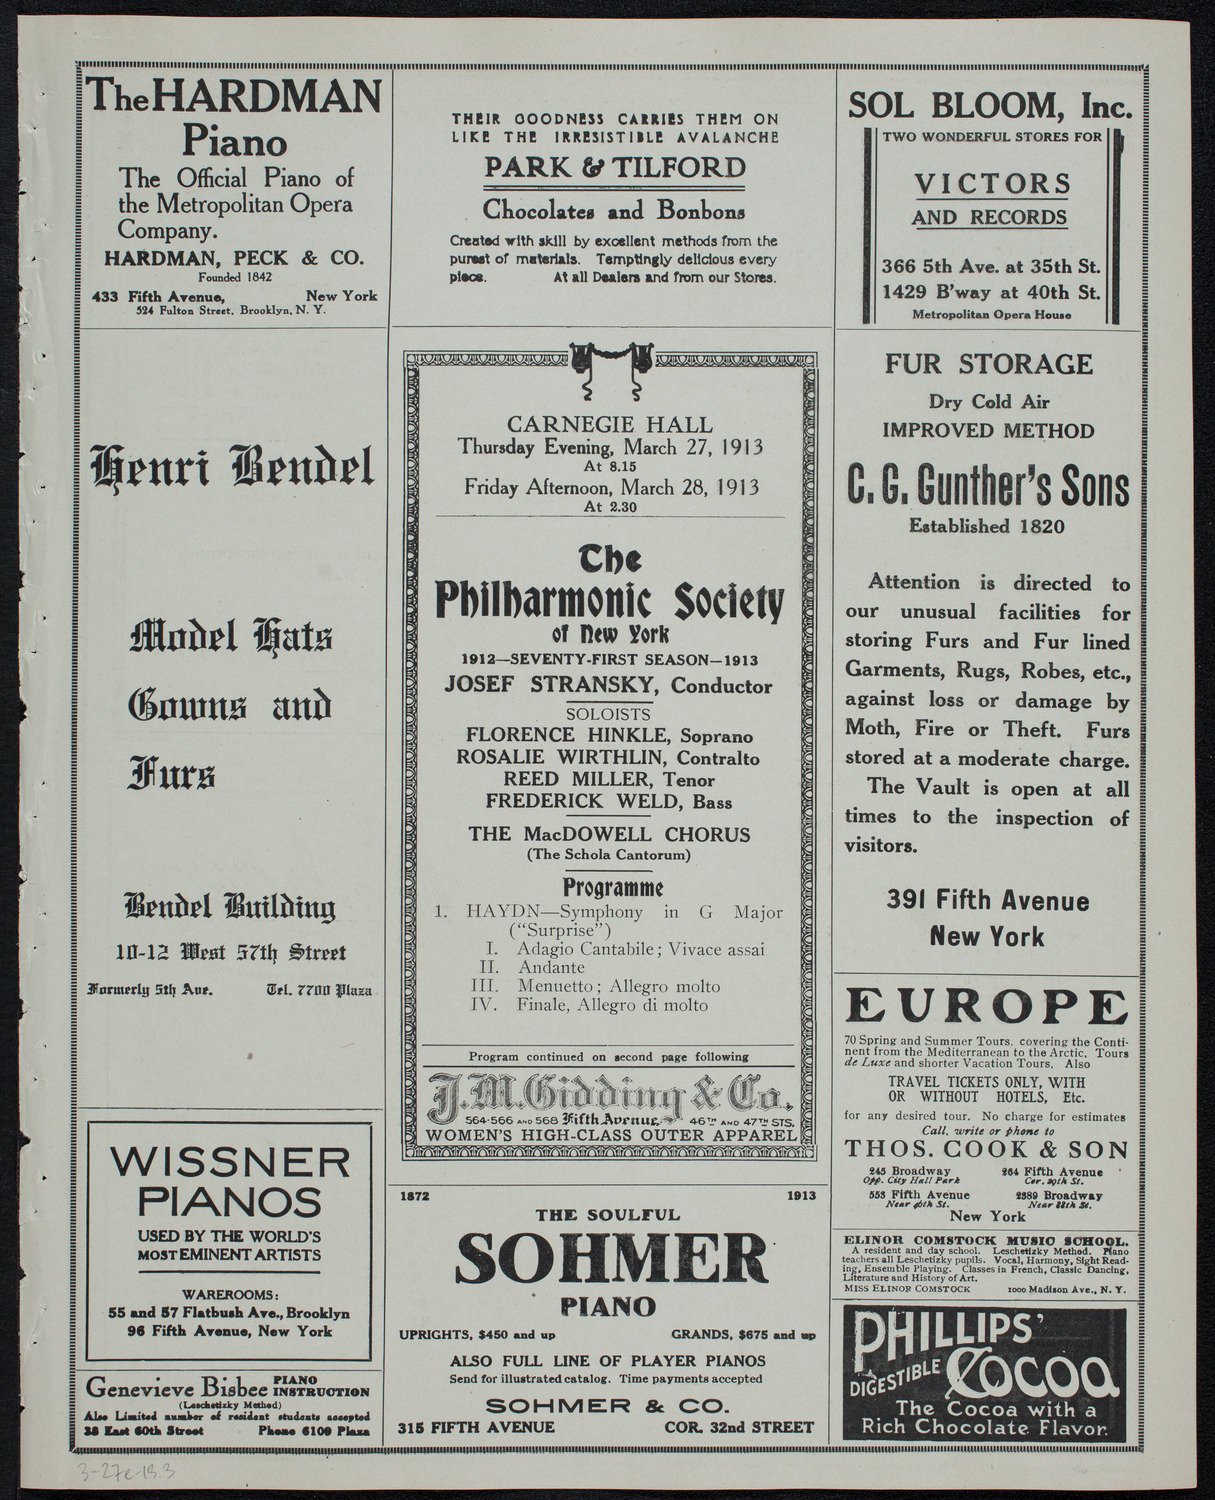 The HARDMAN
Piano
The Official Piano of
the Metropolitan Opera
Company.
HARDMAN, PECK & CO.
Founded 1842
433 Fifth Avenue, New York
524 Fulton Street, Brooklyn, N. Y.
Henri Bendel
Model Hats
Gowns and
Furs
Bendel Building
10-12 West 57th Street
Formerly 5th Ave. Tel. 7700 Plaza
WISSNER
PIANOS
USED BY THE WORLD'S
MOST EMINENT ARTISTS
WAREROOMS:
55 and 57 Flatbush Ave., Brooklyn
96 Fifth Avenue, New York
Genevieve Bisbee PIANO INSTRUCTION
(Leschetizky Method)
Also Limited number of resident students accepted
38 East 60th Street Phone 6109 Plaza
THEIR GOODNESS CARRIES THEM ON
LIKE THE IRRESISTIBLE AVALANCHE
PARK & TILFORD
Chocolates and Bonbons
Created with skill by excellent methods from the
purest of materials. Temptingly delicious every
piece. At all Dealers and from our Stores.
CARNEGIE HALL
Thursday Evening, March 27, 1913
At 8.15
Friday Afternoon, March 28, 1913
At 2.30
The
Philharmonic Society
of New York
1912—SEVENTY-FIRST SEASON—1913
JOSEF STRANSKY, Conductor
SOLOISTS
FLORENCE HINKLE, Soprano
ROSALIE WIRTHLIN, Contralto
REED MILLER, Tenor
FREDERICK WELD, Bass
THE MacDOWELL CHORUS
(The Schola Cantorum)
Programme
1. HAYDN—Symphony in G Major
("Surprise")
I. Adagio Cantabile; Vivace assai
II. Andante
III. Menuetto; Allegro molto
IV. Finale, Allegro di molto
Program continued on second page following
J. M. Gidding & Co.
564-566 AND 568 Fifth Avenue, 46TH AND 47TH STS.
WOMEN'S HIGH-CLASS OUTER APPAREL
1872 1913
THE SOULFUL
SOHMER
PIANO
UPRIGHTS, $450 and up GRANDS, $675 and up
ALSO FULL LINE OF PLAYER PIANOS
Send for illustrated catalog. Time payments accepted
SOHMER & CO.
315 FIFTH AVENUE COR. 32nd STREET
SOL BLOOM, Inc.
TWO WONDERFUL STORES FOR
VICTORS
AND RECORDS
366 5th Ave. at 35th St.
1429 B'way at 40th St.
Metropolitan Opera House
FUR STORAGE
Dry Cold Air
IMPROVED METHOD
C. G. Gunther's Sons
Established 1820
Attention is directed to
our unusual facilities for
storing Furs and Fur lined
Garments, Rugs, Robes, etc.,
against loss or damage by
Moth, Fire or Theft. Furs
stored at a moderate charge.
The Vault is open at all
times to the inspection of
visitors.
391 Fifth Avenue
New York
EUROPE
70 Spring and Summer Tours, covering the Conti-
nent from the Mediterranean to the Arctic. Tours
de Luxe and shorter Vacation Tours. Also
TRAVEL TICKETS ONLY, WITH
OR WITHOUT HOTELS, Etc.
for any desired tour. No charge for estimates
Call, write or phone to
THOS. COOK & SON
245 Broadway 264 Fifth Avenue
Opp. City Hall Park Cor. 29th St.
553 Fifth Avenue 2389 Broadway
Near 46th St. Near 88th St.
New York
ELINOR COMSTOCK MUSIC SCHOOL.
A resident and day school. Leschetizky Method. Piano
teachers all Leschetizky pupils. Vocal, Harmony, Sight Read-
ing, Ensemble Playing. Classes in French, Classic Dancing,
Literature and History of Art.
MISS ELINOR COMSTOCK 1000 Madison Ave., N. Y.
PHILLIPS'
DIGESTIBLE COCOA
The Cocoa with a
Rich Chocolate Flavor.
3-27e-13.3